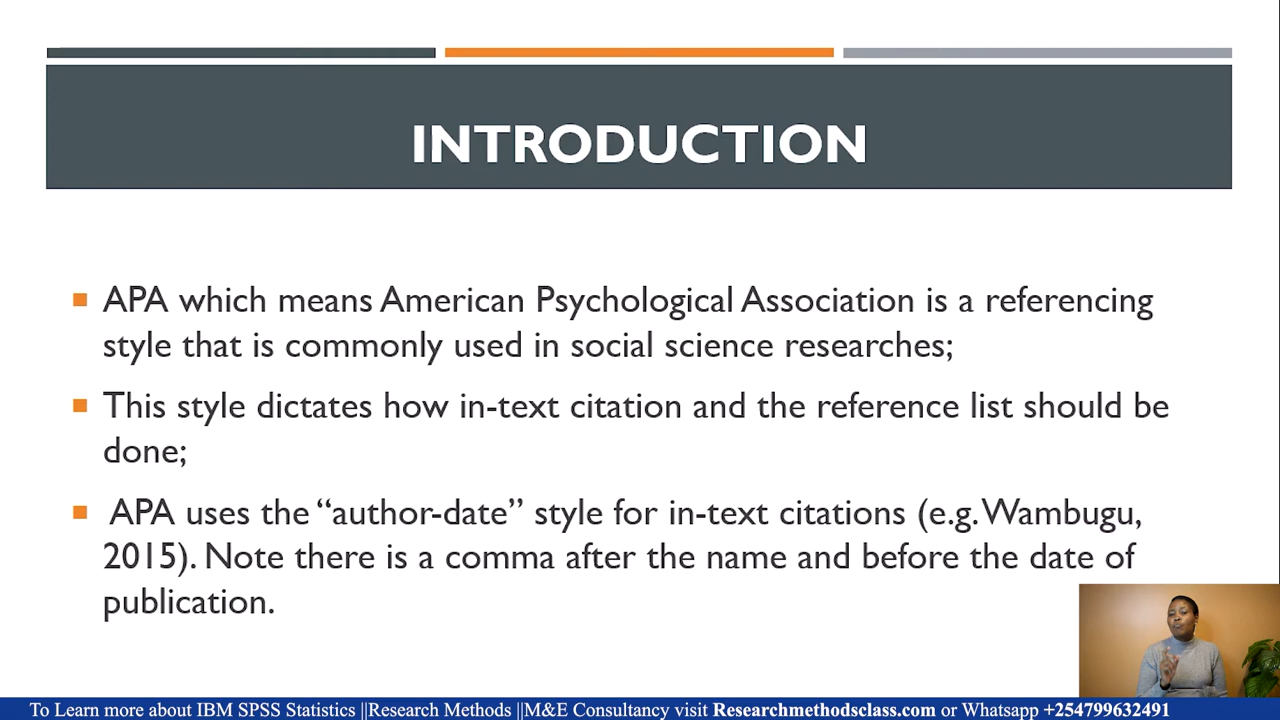 INTRODUCTION
APA which means American Psychological Association is a referencing
style that is commonly used in social science researches;
This style dictates how in-text citation and the reference list should be
done;
APA uses the “author-date” style for in-text citations (e.g. Wambugu,
2015). Note there is a comma after the name and before the date of
publication.
To Learn more about IBM SPSS Statistics ||Research Methods ||M&E Consultancy visit Researchmethodsclass.com or Whatsapp +254799632491